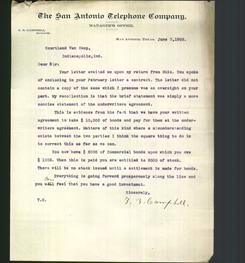 The San Antonio Telephone Company.
MANAGER'S OFFICE.
San Antonio, Texas, June 3, 1902.
Courtland Van Camp,
Indianapolis, Ind.
Dear Sir:
Your letter awaited me upon my return from Ohio. You spoke
of enclosing in your February letter a contract. The letter did not
contain a copy of the same which I presume was an oversight on your
part. My recollection is that the brief statement was simply a more
concise statement of the underwriters agreement.
This is evidence from the fact that we have your written
agreement to take $ 10,000 of bonds and pay for them at the under-
writers agreement. Matters of this kind where a misunderstanding
exists between the two parties I think the square thing to do is
to correct this as far as we can.
You now have $ 6000 of Commercial bonds upon which you owe
$ 1000. When this is paid you are entitled to 6000 of stock.
There will be no stock issued until a settlement is made for bonds.
Everything is going forward prosperously along the line and
you will feel that you have a good investment.
Sincerely,
T.S.